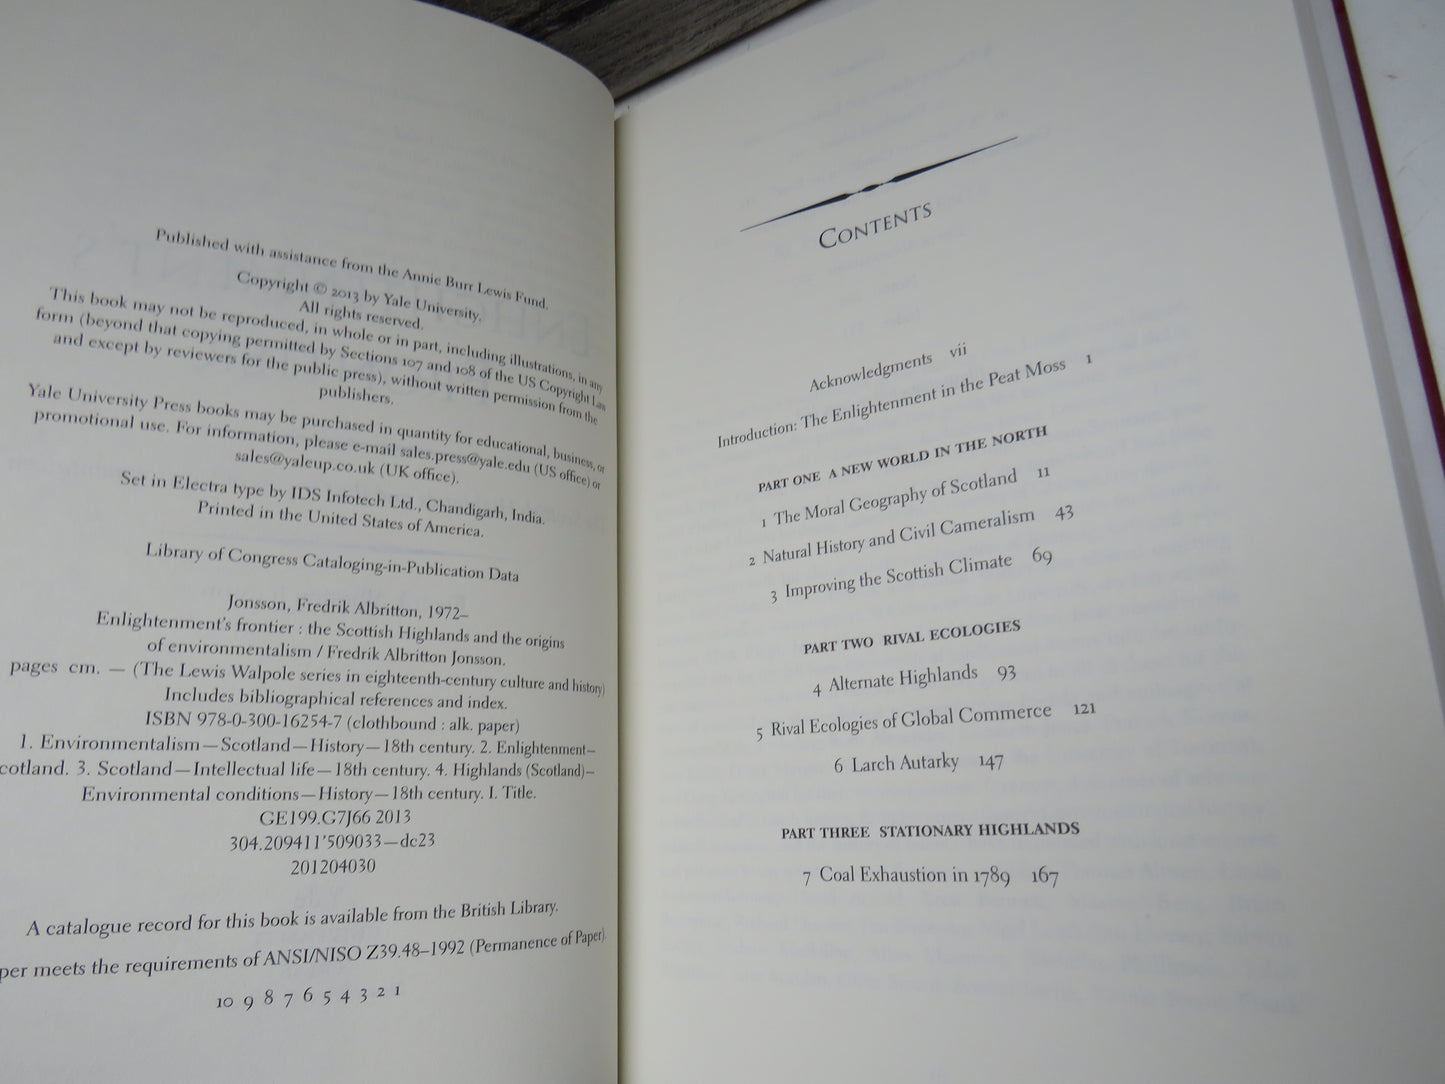 Published with assistance from the Annie Burr Lewis Fund.
Copyright © 2013 by Yale University.
All rights reserved.
This book may not be reproduced, in whole or in part, including illustrations, in any
form (beyond that copying permitted by Sections 107 and 108 of the US Copyright Law
and except by reviewers for the public press), without written permission from the
publishers.
Yale University Press books may be purchased in quantity for educational, business, or
promotional use. For information, please e-mail sales.press@yale.edu (US office) or
sales@yaleup.co.uk (UK office).
Set in Electra type by IDS Infotech Ltd., Chandigarh, India.
Printed in the United States of America.
Library of Congress Cataloging-in-Publication Data
Jonsson, Fredrik Albritton, 1972–
Enlightenment's frontier : the Scottish Highlands and the origins
of environmentalism / Fredrik Albritton Jonsson.
pages cm. — (The Lewis Walpole series in eighteenth-century culture and history)
Includes bibliographical references and index.
ISBN 978-0-300-16254-7 (clothbound : alk. paper)
1. Environmentalism—Scotland—History—18th century. 2. Enlightenment—
cotland. 3. Scotland—Intellectual life—18th century. 4. Highlands (Scotland)—
Environmental conditions—History—18th century. I. Title.
GE199.G7J66 2013
304.209411'509033—dc23
201204030
A catalogue record for this book is available from the British Library.
per meets the requirements of ANSI/NISO Z39.48–1992 (Permanence of Paper).
10 9 8 7 6 5 4 3 2 1
CONTENTS
Acknowledgments vii
Introduction: The Enlightenment in the Peat Moss 1
PART ONE A NEW WORLD IN THE NORTH
1 The Moral Geography of Scotland 11
2 Natural History and Civil Cameralism 43
3 Improving the Scottish Climate 69
PART TWO RIVAL ECOLOGIES
4 Alternate Highlands 93
5 Rival Ecologies of Global Commerce 121
6 Larch Autarky 147
PART THREE STATIONARY HIGHLANDS
7 Coal Exhaustion in 1789 167